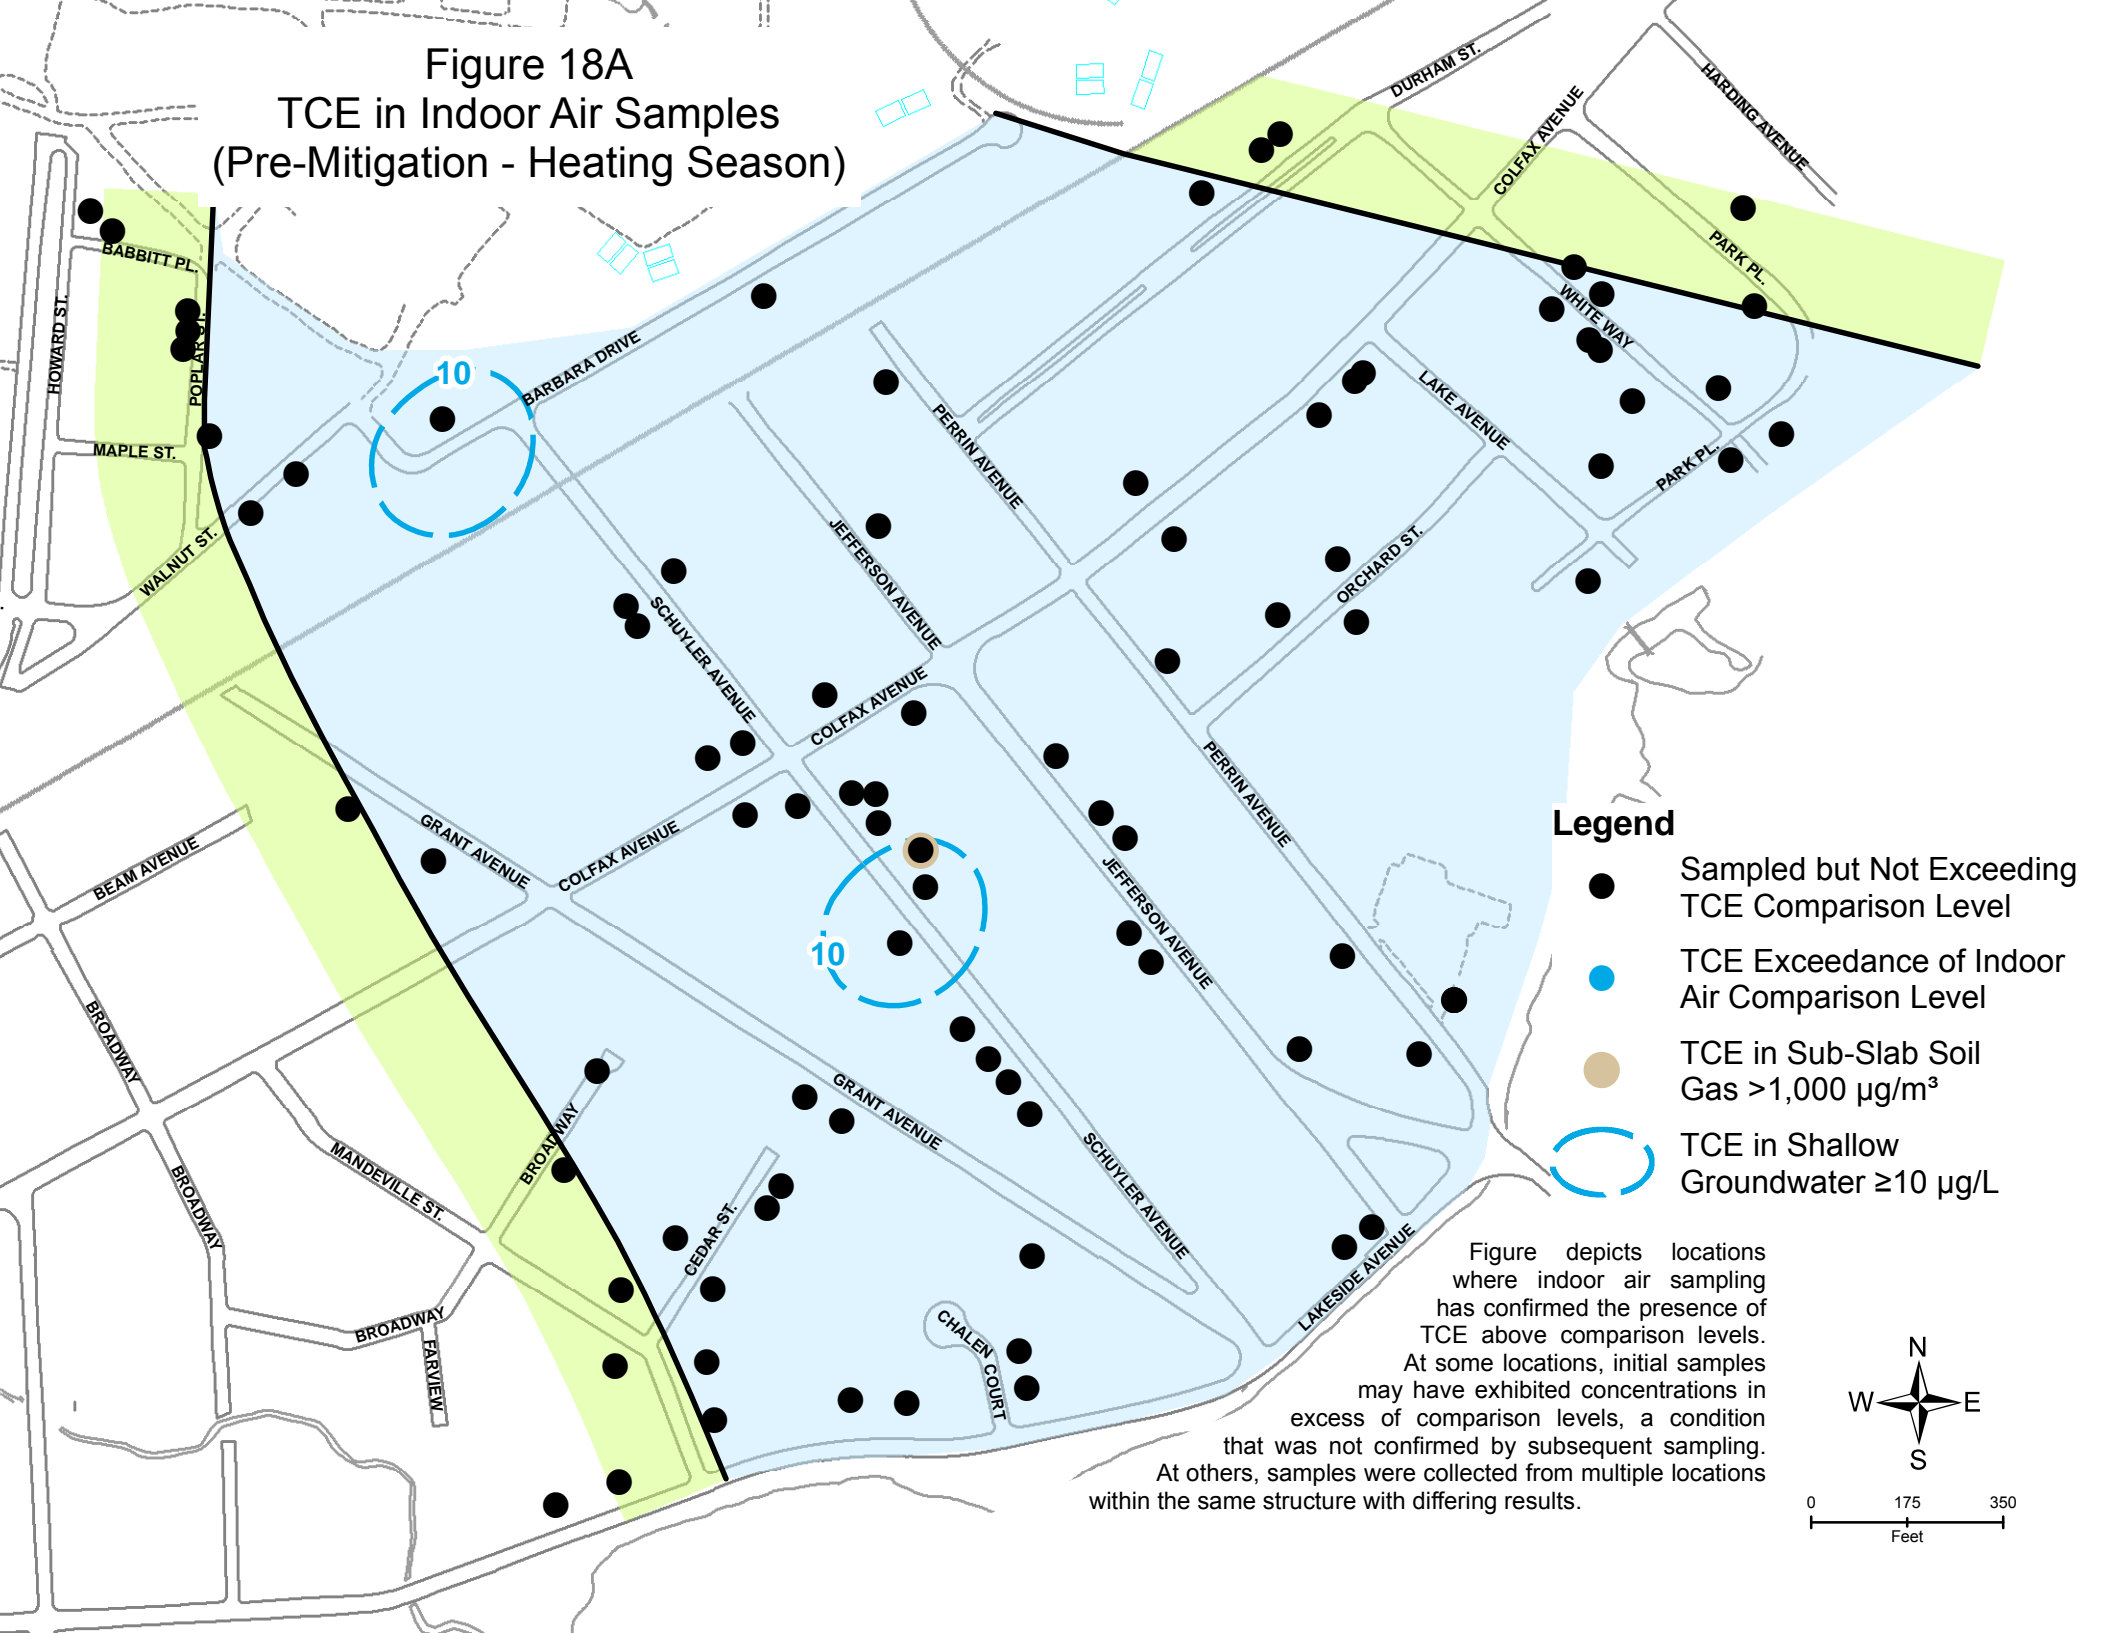 Figure 18A
TCE in Indoor Air Samples
(Pre-Mitigation - Heating Season)
DURHAM ST.
COLFAX AVENUE
HARDING AVENUE
PARK PL.
WHITE WAY
BABBITT PL.
HOWARD ST.
POPLAR ST.
MAPLE ST.
WALNUT ST.
10
BARBARA DRIVE
PERRIN AVENUE
LAKE AVENUE
PARK PL.
JEFFERSON AVENUE
ORCHARD ST.
SCHUYLER AVENUE
COLFAX AVENUE
PERRIN AVENUE
GRANT AVENUE
COLFAX AVENUE
BEAM AVENUE
JEFFERSON AVENUE
10
BROADWAY
BROADWAY
MANDEVILLE ST.
BROADWAY
GRANT AVENUE
SCHUYLER AVENUE
CEDAR ST.
BROADWAY
FARVIEW
CHALEN COURT
LAKESIDE AVENUE
Legend
Sampled but Not Exceeding
TCE Comparison Level
TCE Exceedance of Indoor
Air Comparison Level
TCE in Sub-Slab Soil
Gas >1,000 µg/m³
TCE in Shallow
Groundwater ≥10 µg/L
Figure depicts locations
where indoor air sampling
has confirmed the presence of
TCE above comparison levels.
At some locations, initial samples
may have exhibited concentrations in
excess of comparison levels, a condition
that was not confirmed by subsequent sampling.
At others, samples were collected from multiple locations
within the same structure with differing results.
N
W E
S
0 175 350
Feet